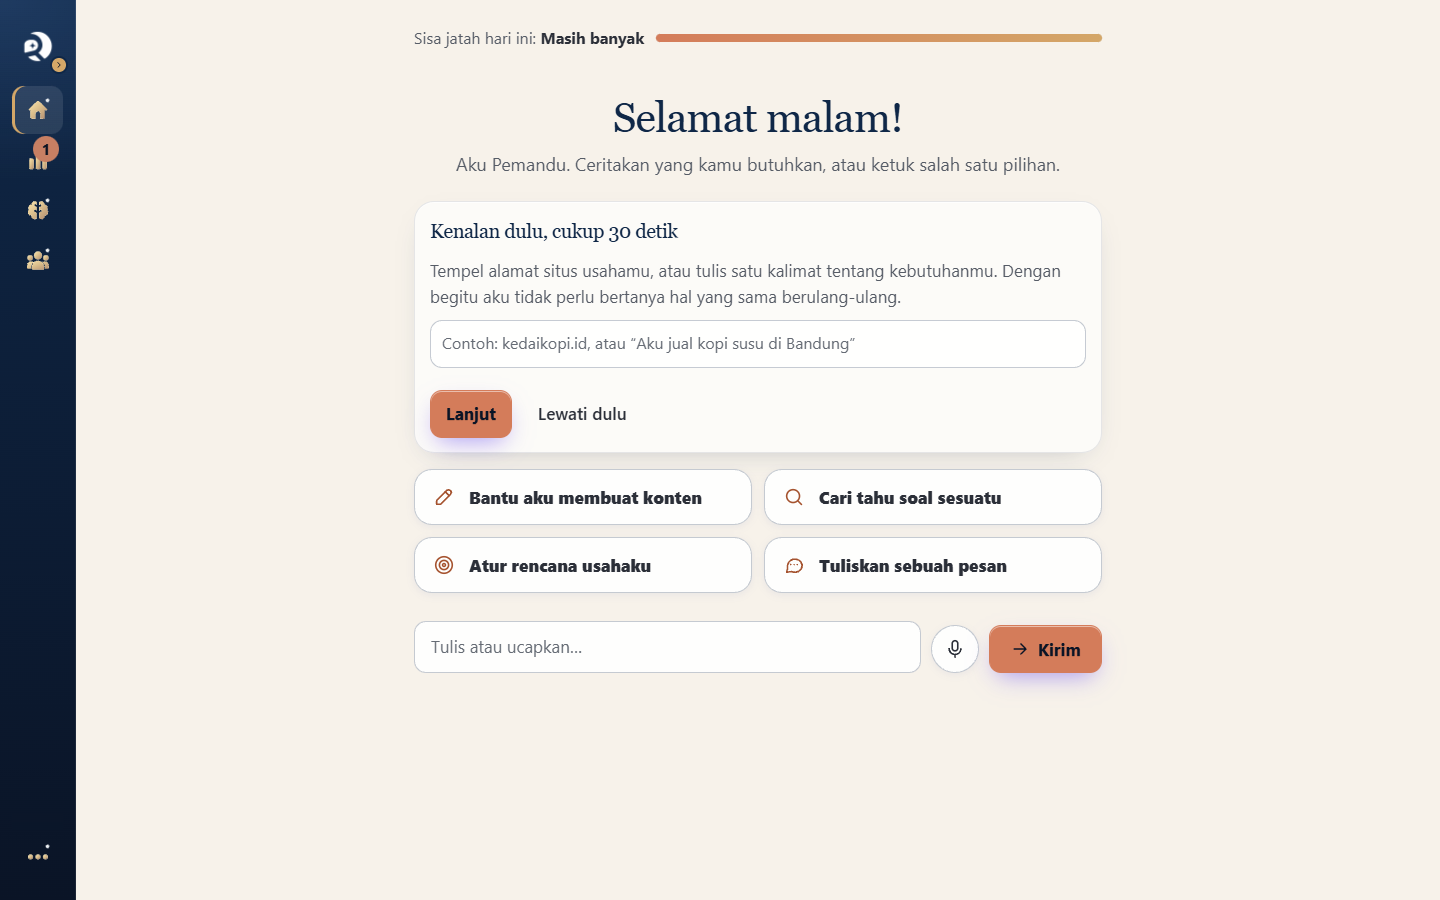 Sisa jatah hari ini: Masih banyak
1
Selamat malam!
Aku Pemandu. Ceritakan yang kamu butuhkan, atau ketuk salah satu pilihan.
Kenalan dulu, cukup 30 detik
Tempel alamat situs usahamu, atau tulis satu kalimat tentang kebutuhanmu. Dengan
begitu aku tidak perlu bertanya hal yang sama berulang-ulang.
Contoh: kedaikopi.id, atau “Aku jual kopi susu di Bandung”
Lanjut
Lewati dulu
Bantu aku membuat konten
Cari tahu soal sesuatu
Atur rencana usahaku
Tuliskan sebuah pesan
Tulis atau ucapkan...
Kirim